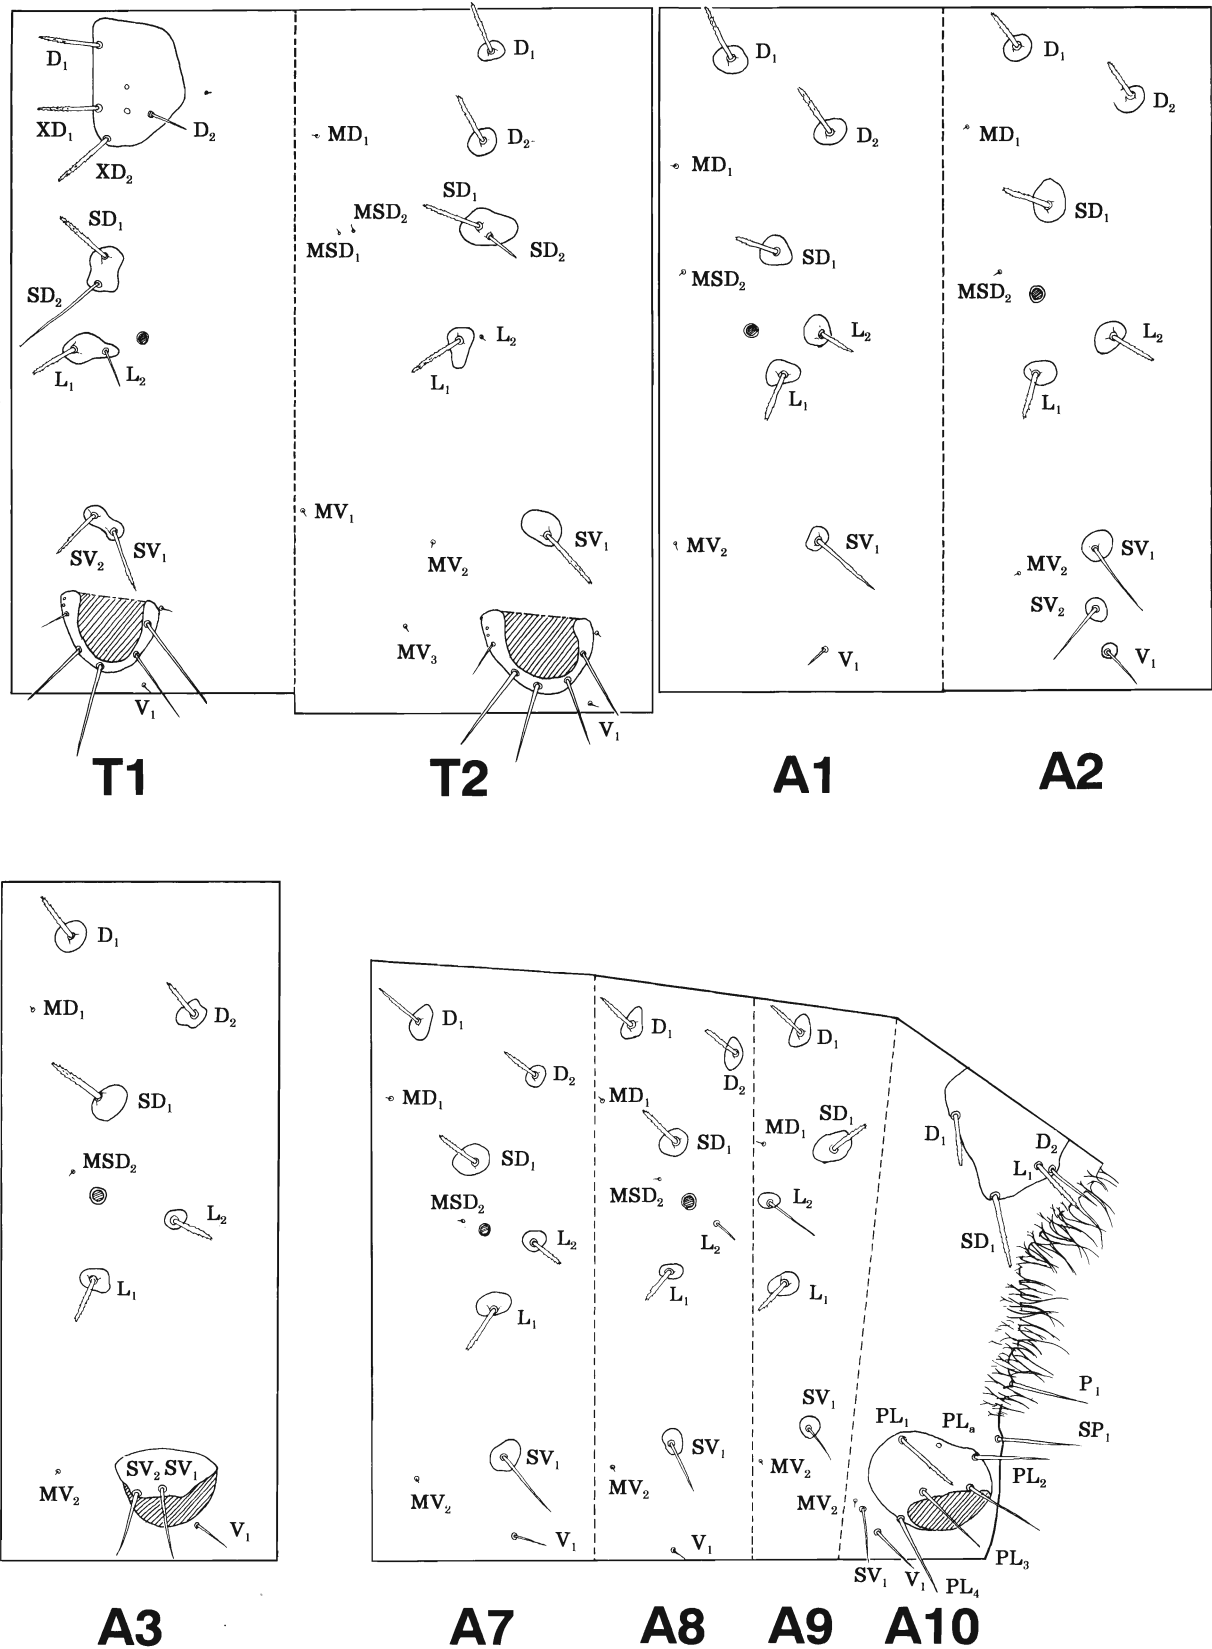 D₁
XD₁
D₂
XD₂
SD₁
SD₂
L₁
L₂
SV₂
SV₁
V₁
T1
D₁
MD₁
D₂
SD₁
MSD₂
MSD₁
SD₂
L₂
L₁
MV₁
SV₁
MV₂
MV₃
V₁
T2
D₁
D₂
MD₁
SD₁
MSD₂
L₂
L₁
MV₂
SV₁
V₁
A1
D₁
D₂
MD₁
SD₁
MSD₂
L₂
L₁
SV₁
MV₂
SV₂
V₁
A2
D₁
MD₁
D₂
SD₁
MSD₂
L₂
L₁
SV₂ SV₁
MV₂
V₁
A3
D₁
D₂
MD₁
SD₁
MSD₂
L₂
L₁
SV₁
MV₂
V₁
A7
D₁
D₂
MD₁
SD₁
MSD₂
L₂
L₁
SV₁
MV₂
V₁
A8
D₁
SD₁
MD₁
L₂
L₁
SV₁
MV₂
A9
D₁
D₂
L₁
SD₁
P₁
PL₁
PLₐ
SP₁
PL₂
MV₂
PL₃
SV₁
V₁
PL₄
A10